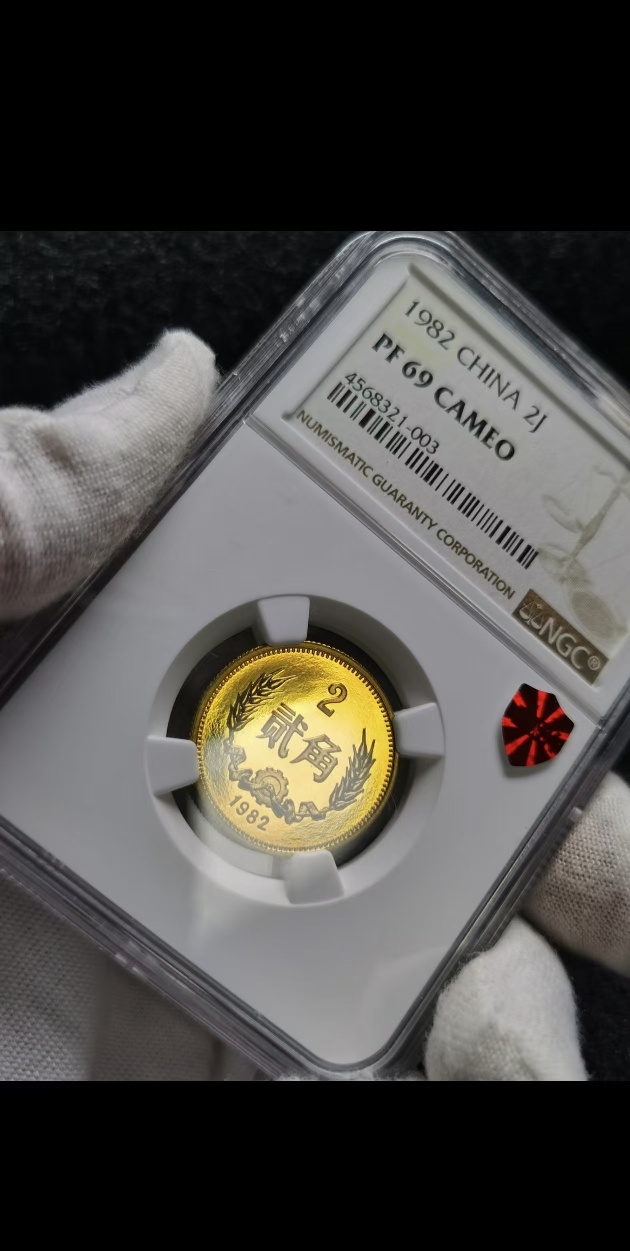 1982 CHINA 2J
PF 69 CAMEO
4568321-003
NUMISMATIC GUARANTY CORPORATION
NGC®
2
贰角
1982